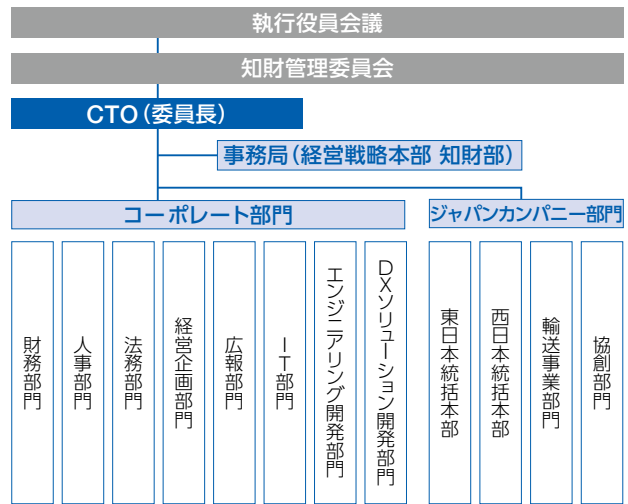 執行役員会議
知財管理委員会
CTO（委員長）
事務局（経営戦略本部 知財部）
コーポレート部門
ジャパンカンパニー部門
財務部門
人事部門
法務部門
経営企画部門
広報部門
IT部門
エンジニアリング開発部門
DXソリューション開発部門
東日本統括本部
西日本統括本部
輸送事業部門
協創部門